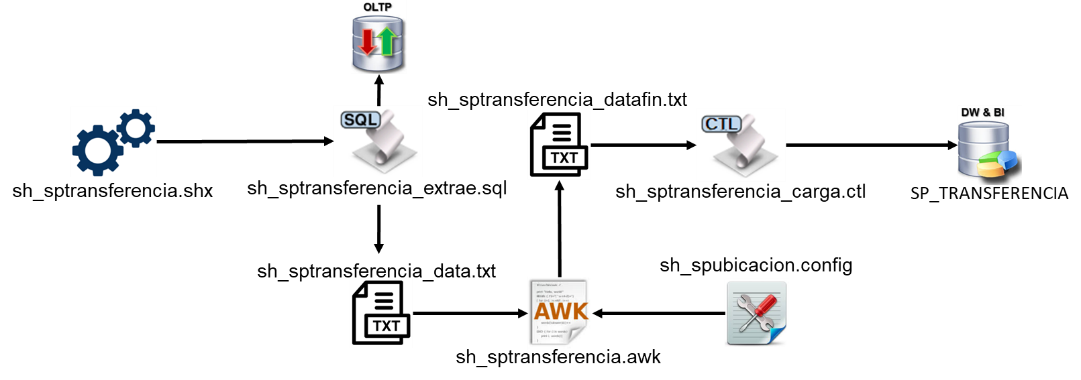 OLTP
sh_sptransferencia_datafin.txt
DW & BI
SQL
CTL
TXT
sh_sptransferencia.shx
sh_sptransferencia_extrae.sql
sh_sptransferencia_carga.ctl
SP_TRANSFERENCIA
sh_sptransferencia_data.txt
sh_spubicacion.config
TXT
AWK
sh_sptransferencia.awk